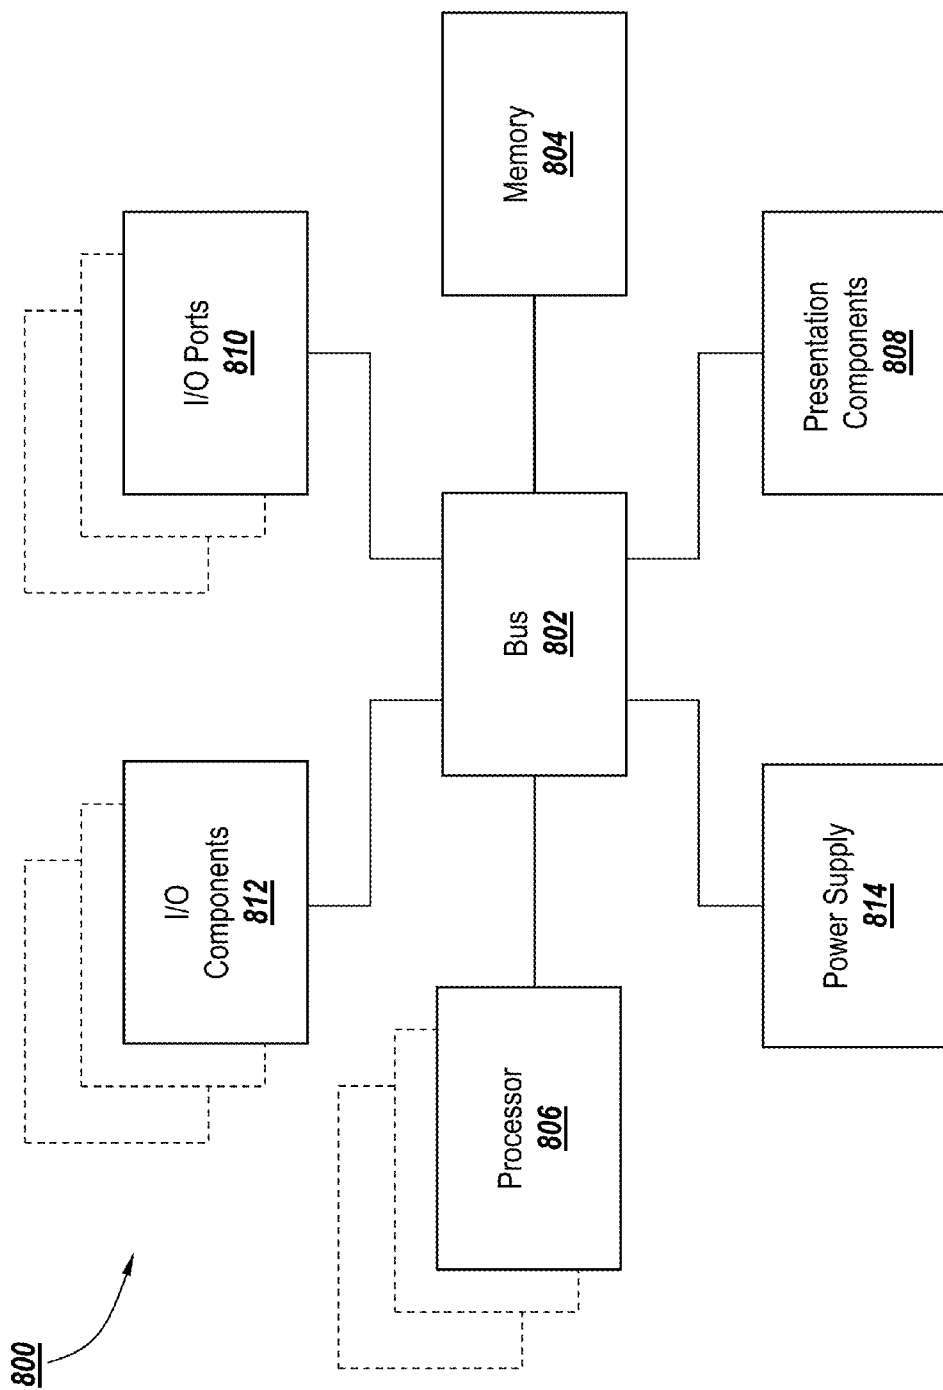 800
I/O
Components
812
I/O Ports
810
Processor
806
Bus
802
Memory
804
Power Supply
814
Presentation
Components
808